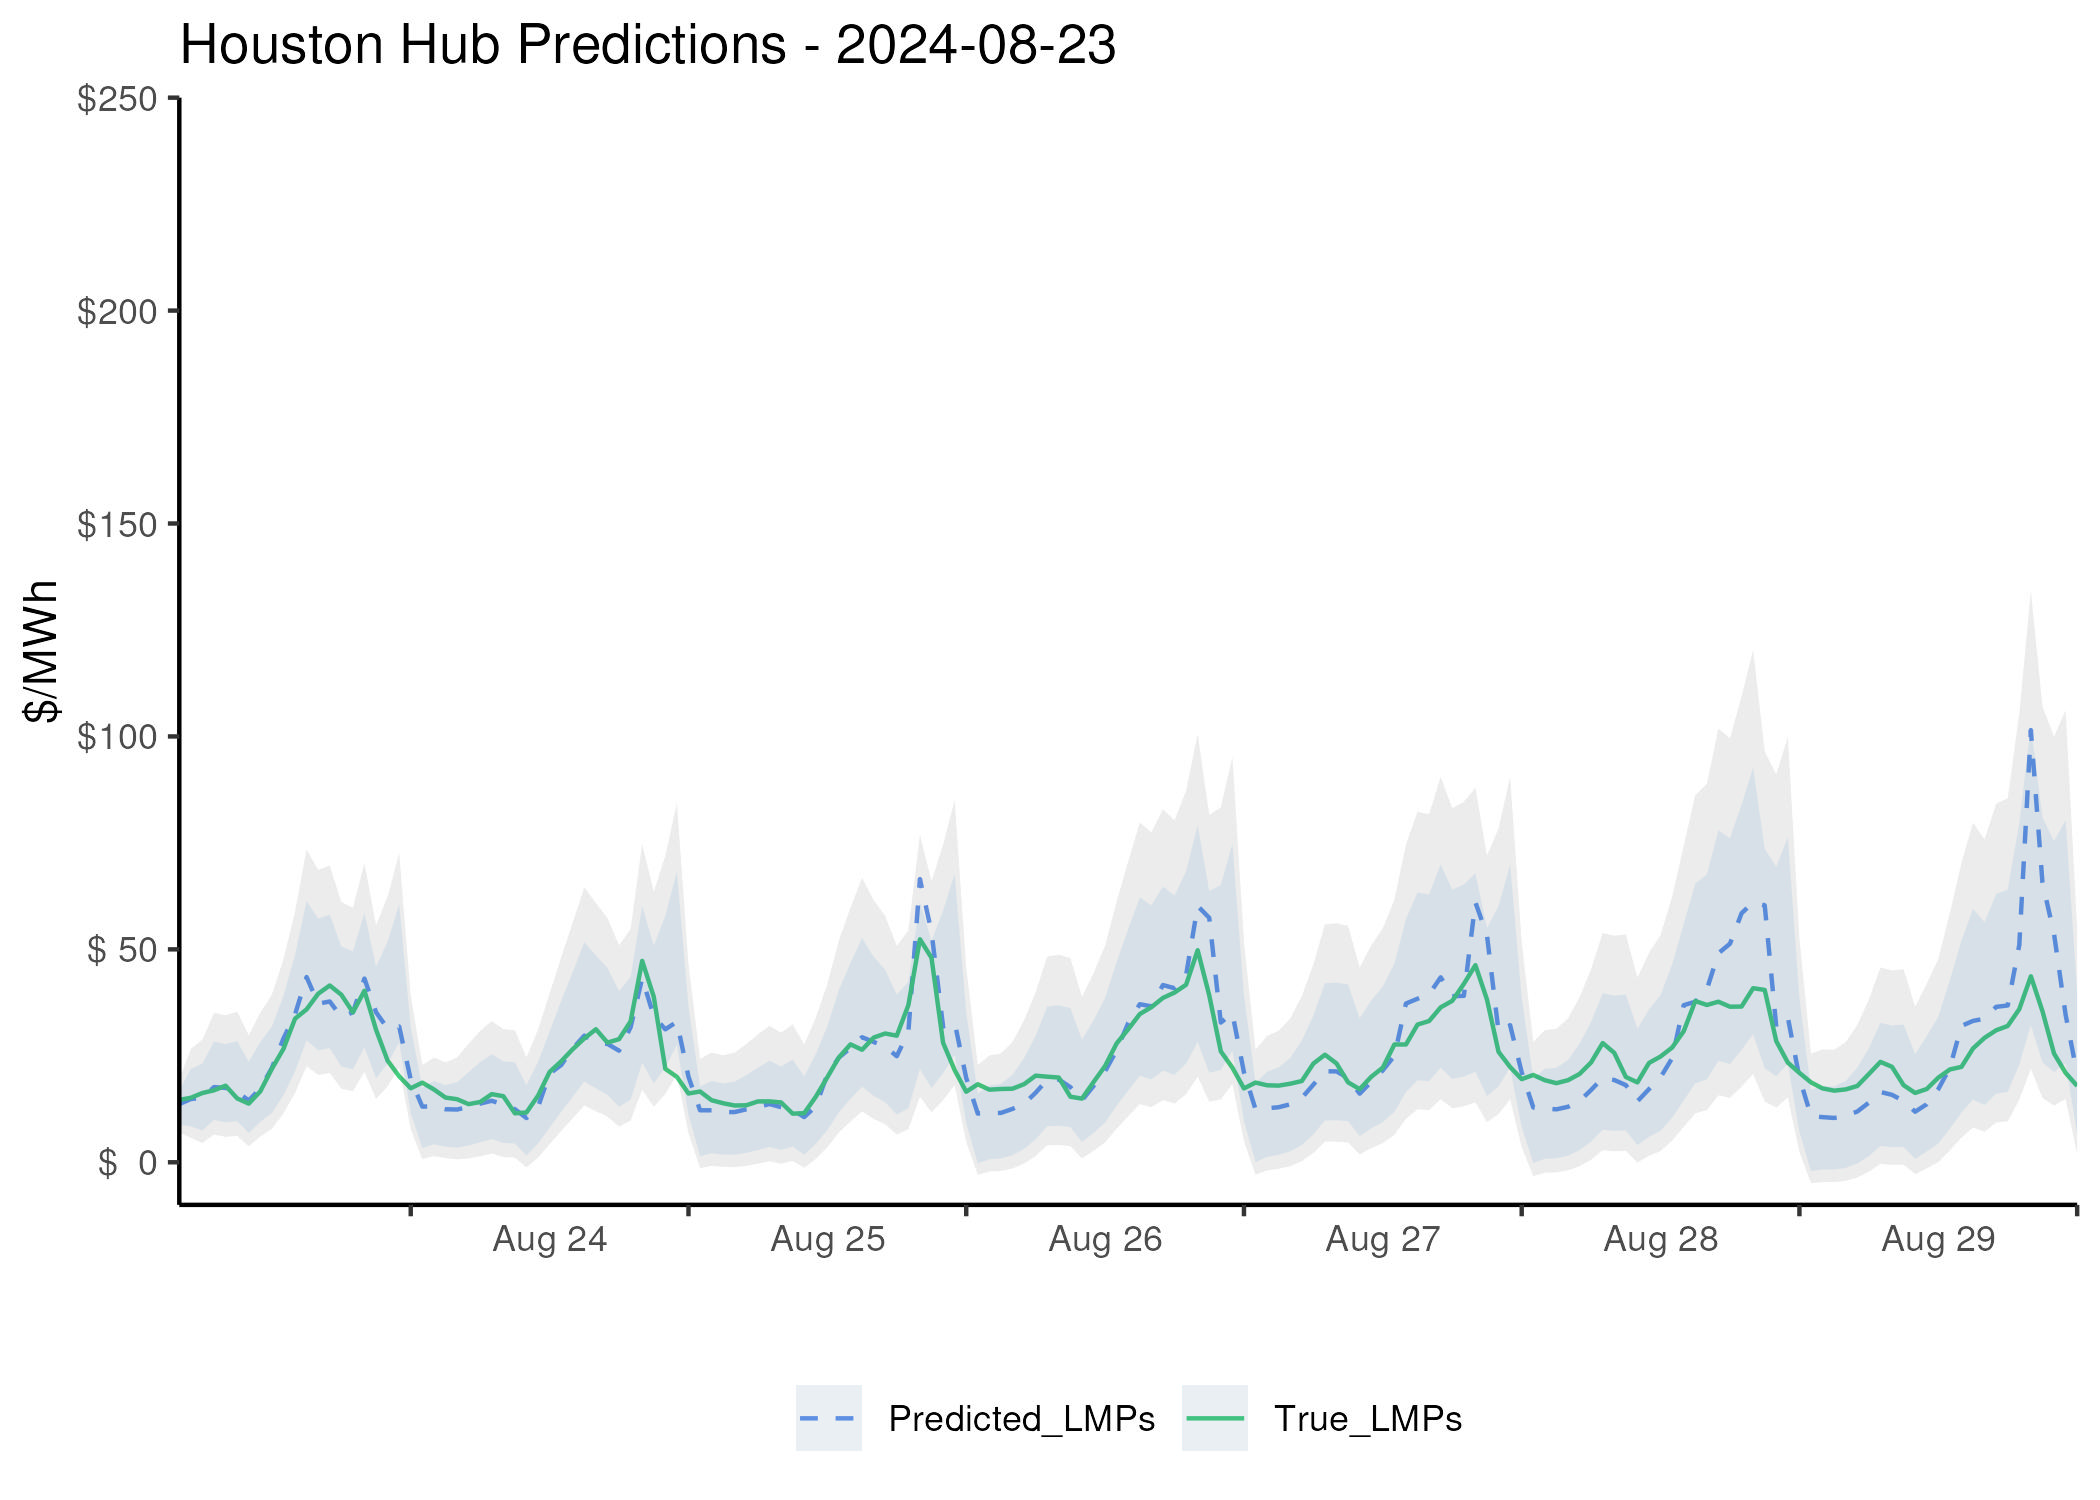 Houston Hub Predictions - 2024-08-23
$250
$200
$150
$100
$ 50
$ 0
$/MWh
Aug 24 Aug 25 Aug 26 Aug 27 Aug 28 Aug 29
Predicted_LMPs True_LMPs